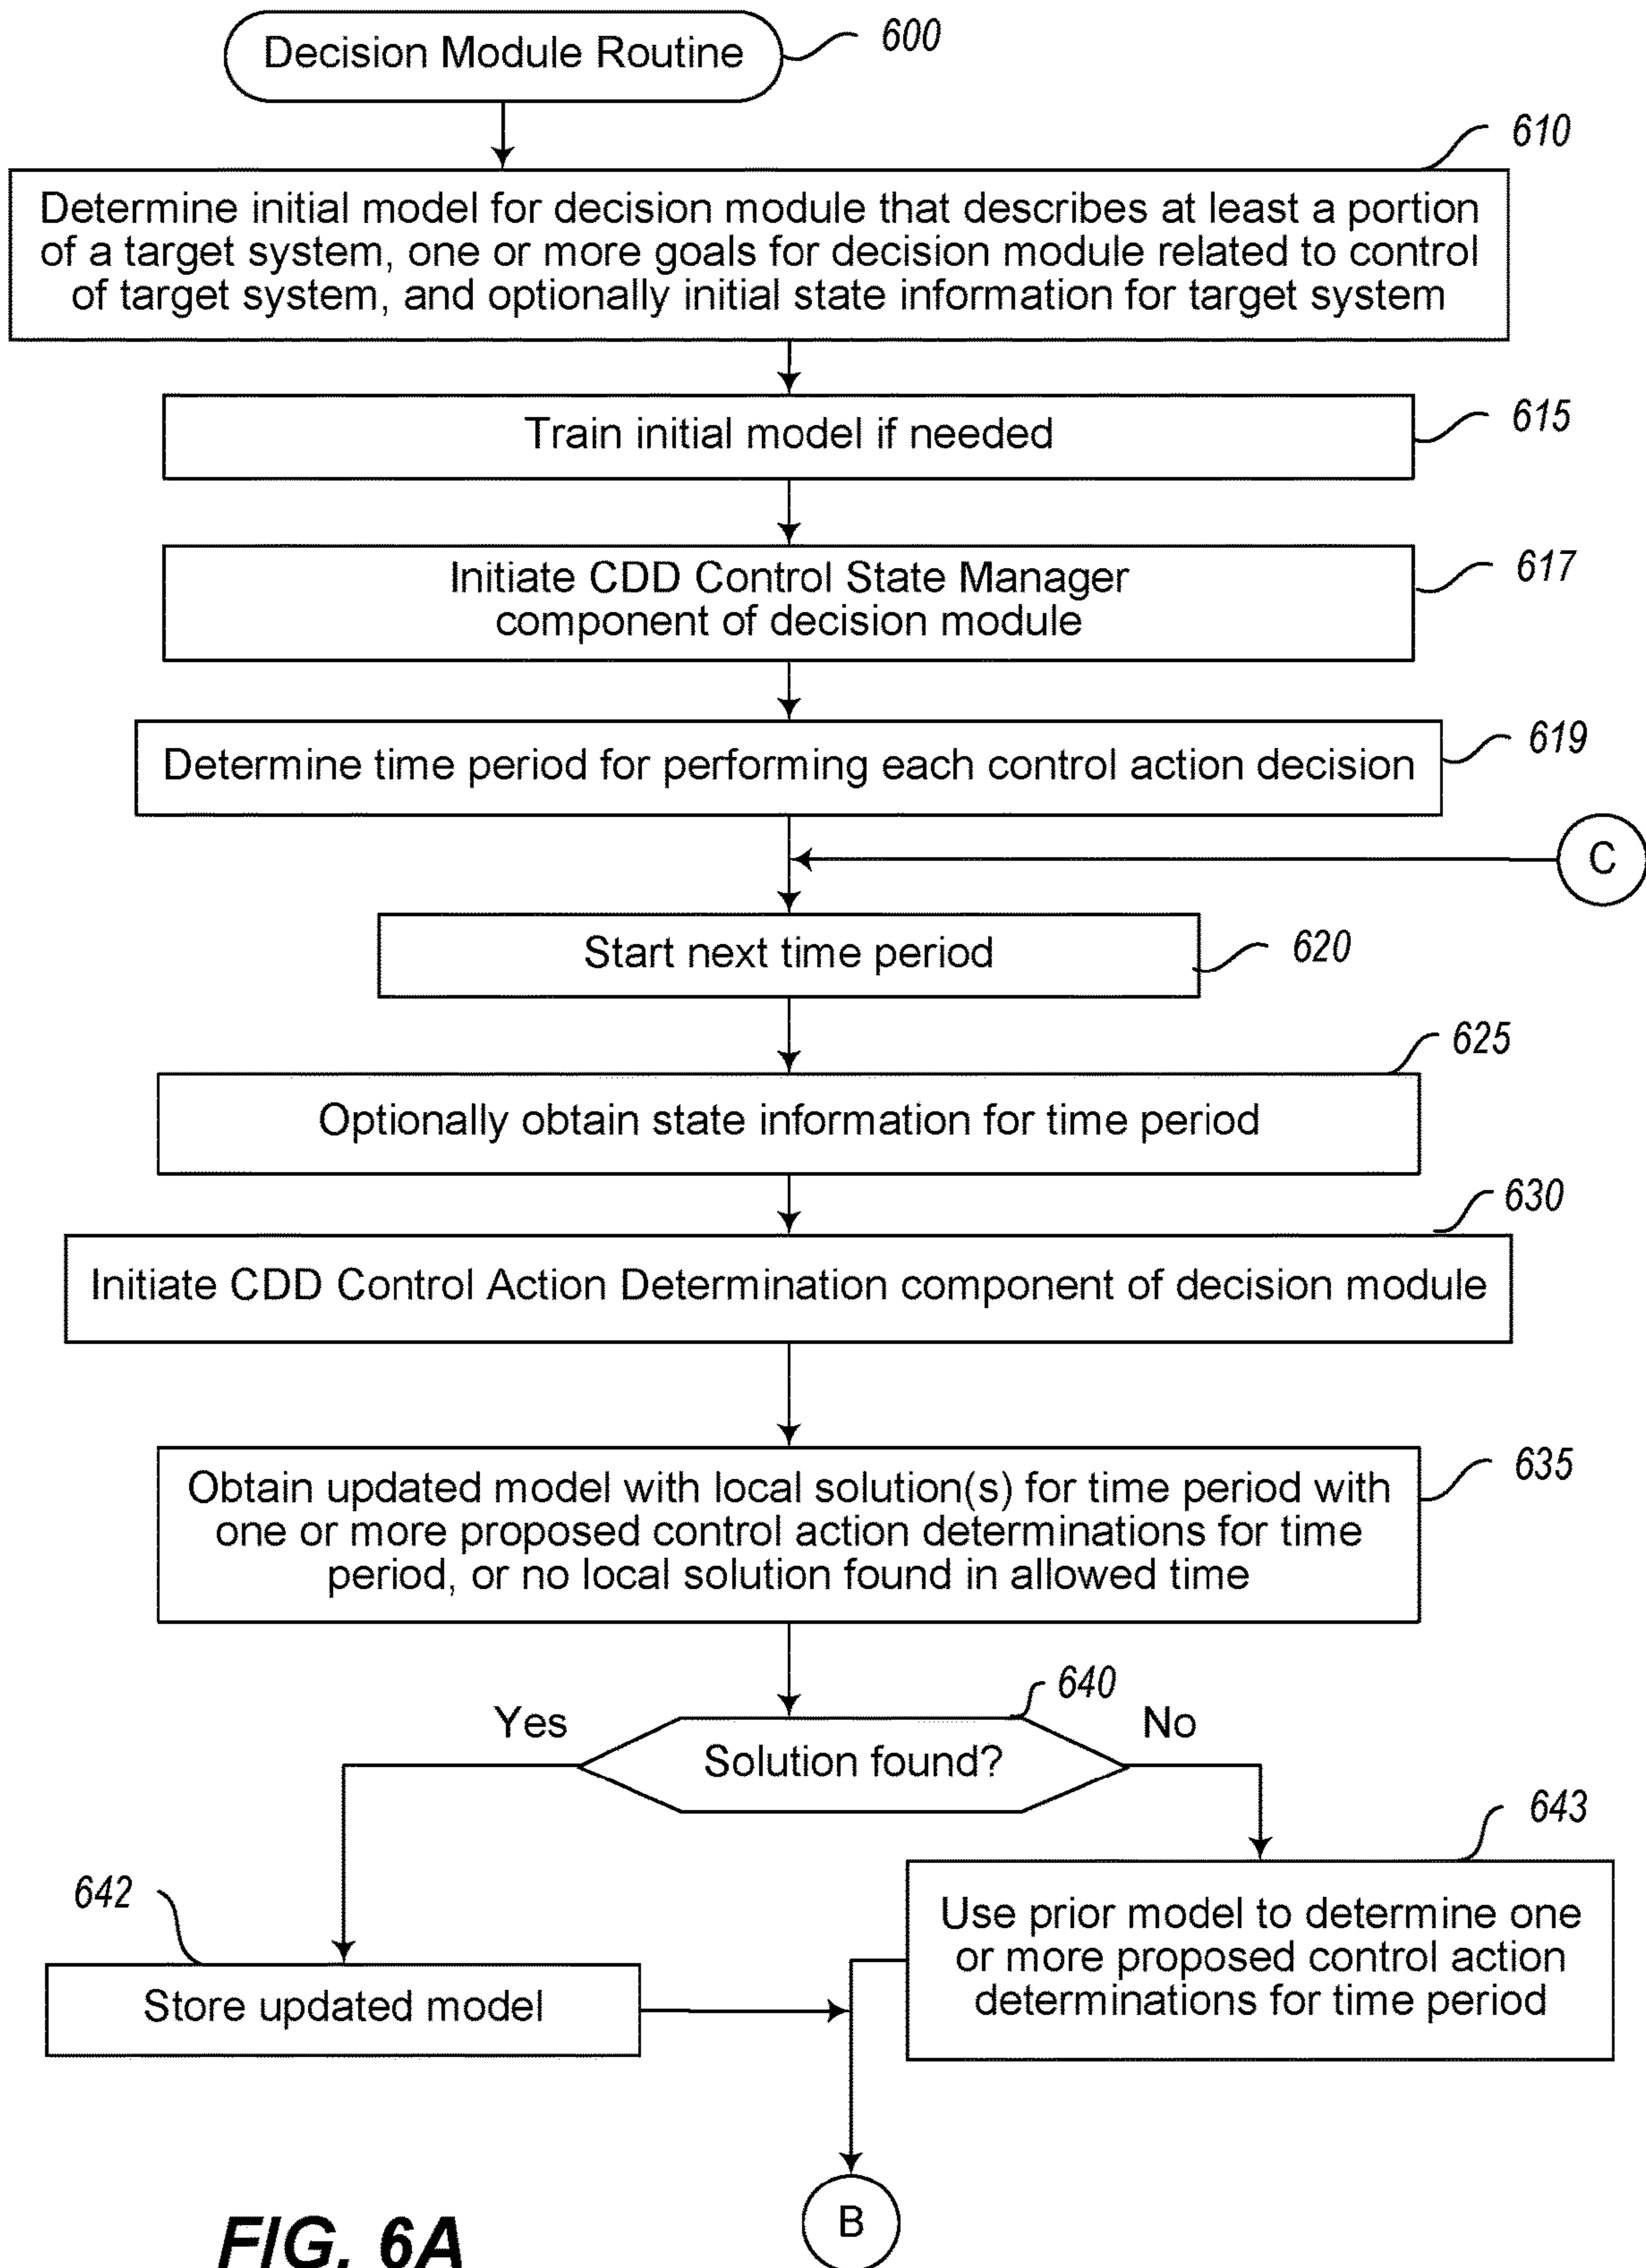 Decision Module Routine
600
610
Determine initial model for decision module that describes at least a portion
of a target system, one or more goals for decision module related to control
of target system, and optionally initial state information for target system
Train initial model if needed
615
Initiate CDD Control State Manager
component of decision module
617
Determine time period for performing each control action decision
619
C
Start next time period
620
625
Optionally obtain state information for time period
630
Initiate CDD Control Action Determination component of decision module
Obtain updated model with local solution(s) for time period with
one or more proposed control action determinations for time
period, or no local solution found in allowed time
635
640
Yes
No
Solution found?
643
642
Use prior model to determine one
or more proposed control action
determinations for time period
Store updated model
B
FIG. 6A